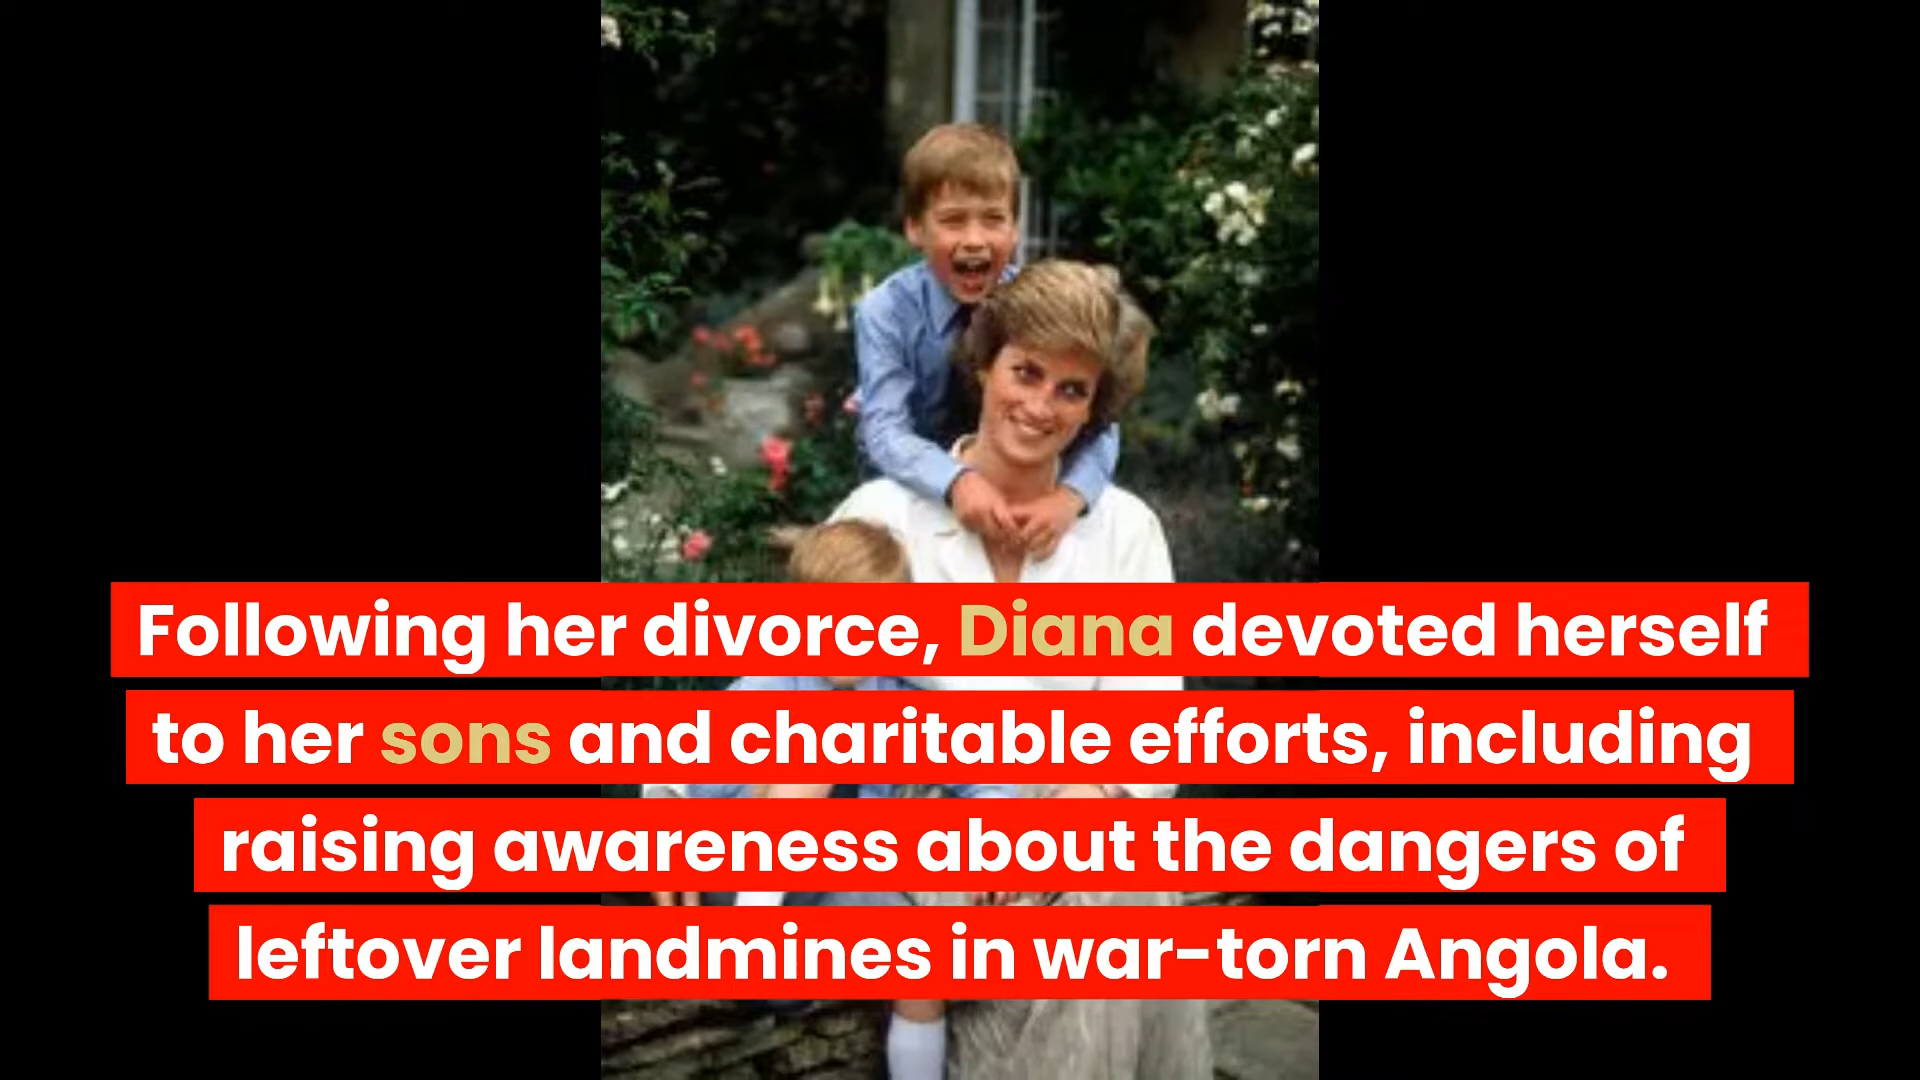 Following her divorce, Diana devoted herself
to her sons and charitable efforts, including
raising awareness about the dangers of
leftover landmines in war-torn Angola.